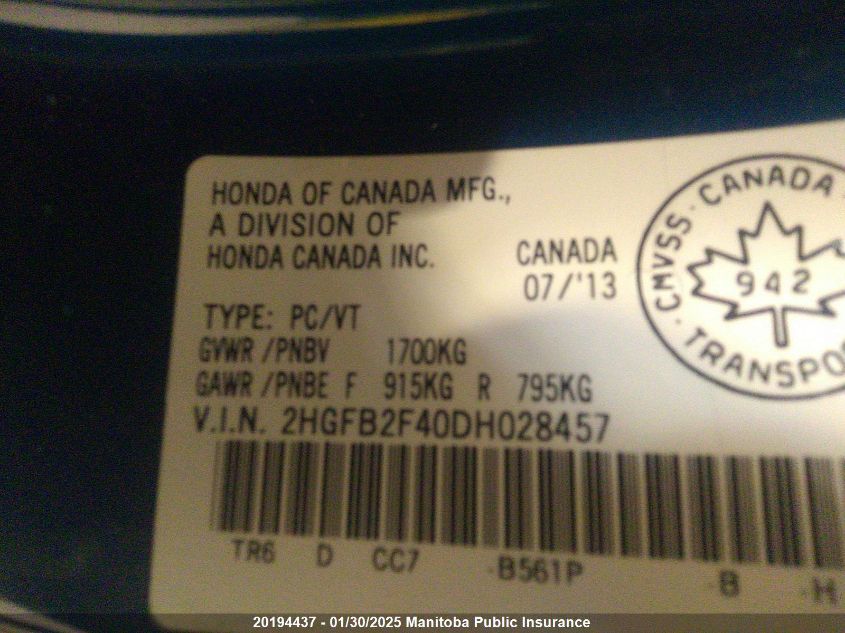 HONDA OF CANADA MFG.,
A DIVISION OF
HONDA CANADA INC.
CANADA
07/'13
TYPE: PC/VT
GVWR /PNBV 1700KG
GAWR /PNBE F 915KG R 795KG
V.I.N. 2HGFB2F40DH028457
TR6 D CC7 -B561P -B -H
CMVSS · CANADA
942
· TRANSPO
20194437 - 01/30/2025 Manitoba Public Insurance